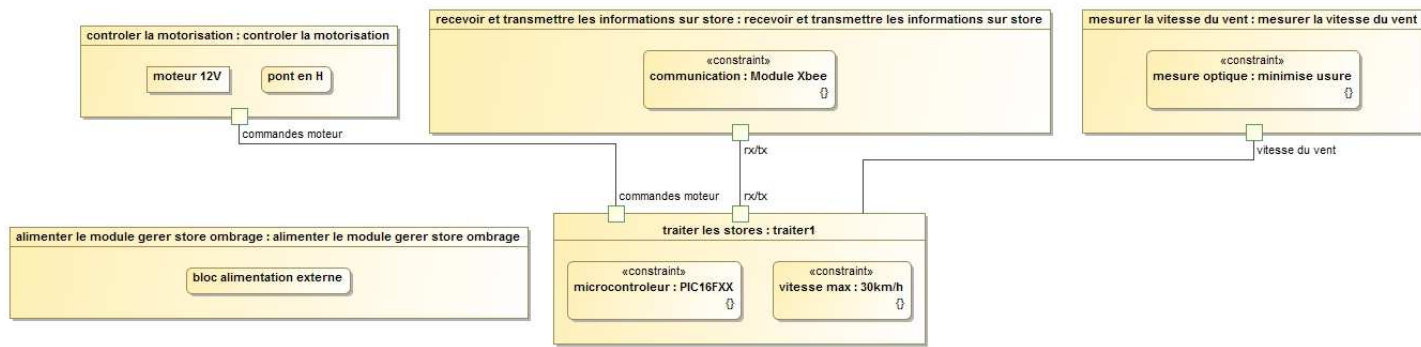 controler la motorisation : controler la motorisation
moteur 12V
pont en H
commandes moteur
recevoir et transmettre les informations sur store : recevoir et transmettre les informations sur store
«constraint»
communication : Module Xbee
{}
rx/tx
mesurer la vitesse du vent : mesurer la vitesse du vent
«constraint»
mesure optique : minimise usure
{}
vitesse du vent
commandes moteur
rx/tx
alimenter le module gerer store ombrage : alimenter le module gerer store ombrage
bloc alimentation externe
traiter les stores : traiter1
«constraint»
microcontroleur : PIC16FXX
{}
«constraint»
vitesse max : 30km/h
{}